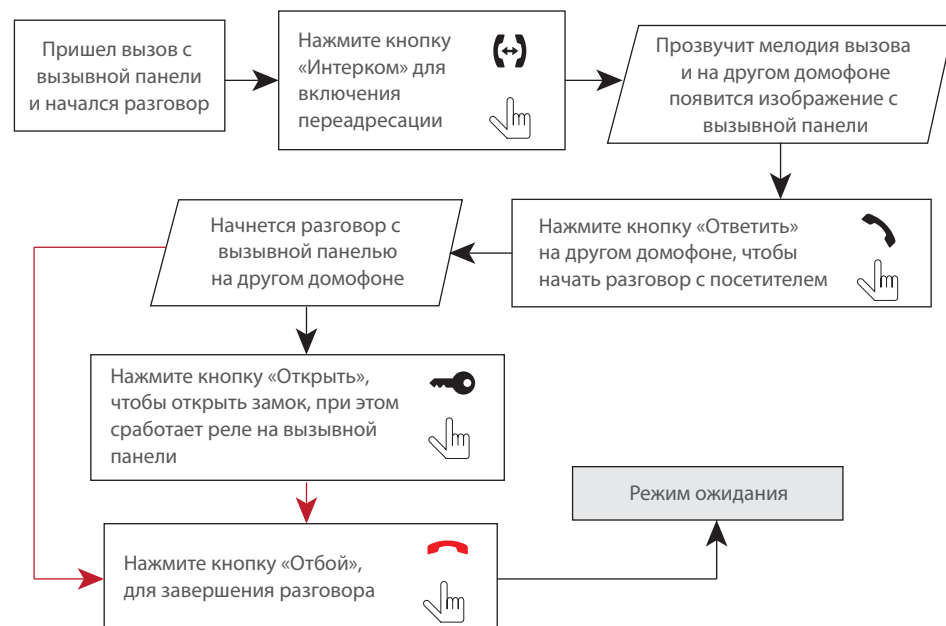 Пришел вызов с
вызывной панели
и начался разговор
Нажмите кнопку
«Интерком» для
включения
переадресации
Прозвучит мелодия вызова
и на другом домофоне
появится изображение с
вызывной панели
Нажмите кнопку «Ответить»
на другом домофоне, чтобы
начать разговор с посетителем
Начнется разговор с
вызывной панелью
на другом домофоне
Нажмите кнопку «Открыть»,
чтобы открыть замок, при этом
сработает реле на вызывной
панели
Нажмите кнопку «Отбой»,
для завершения разговора
Режим ожидания